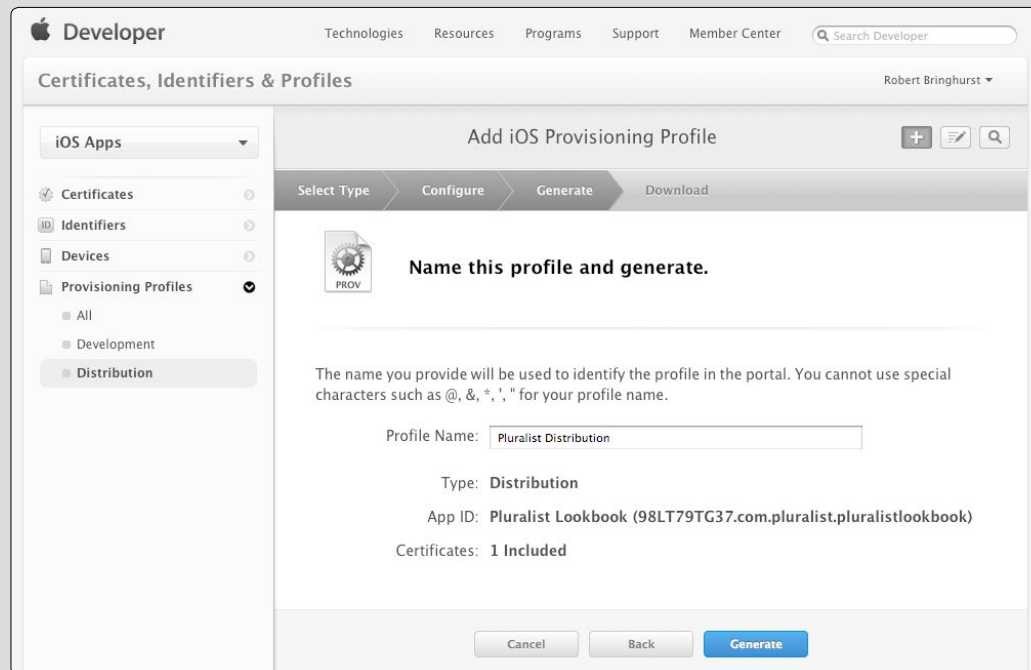 Developer
Technologies Resources Programs Support Member Center Search Developer
Certificates, Identifiers & Profiles
Robert Bringhurst
iOS Apps
Certificates
ID Identifiers
Devices
Provisioning Profiles
All
Development
Distribution
Add iOS Provisioning Profile
Select Type Configure Generate Download
PROV
Name this profile and generate.
The name you provide will be used to identify the profile in the portal. You cannot use special
characters such as @, &, *, ', " for your profile name.
Profile Name: Pluralist Distribution
Type: Distribution
App ID: Pluralist Lookbook (98LT79TG37.com.pluralist.pluralistlookbook)
Certificates: 1 Included
Cancel Back Generate